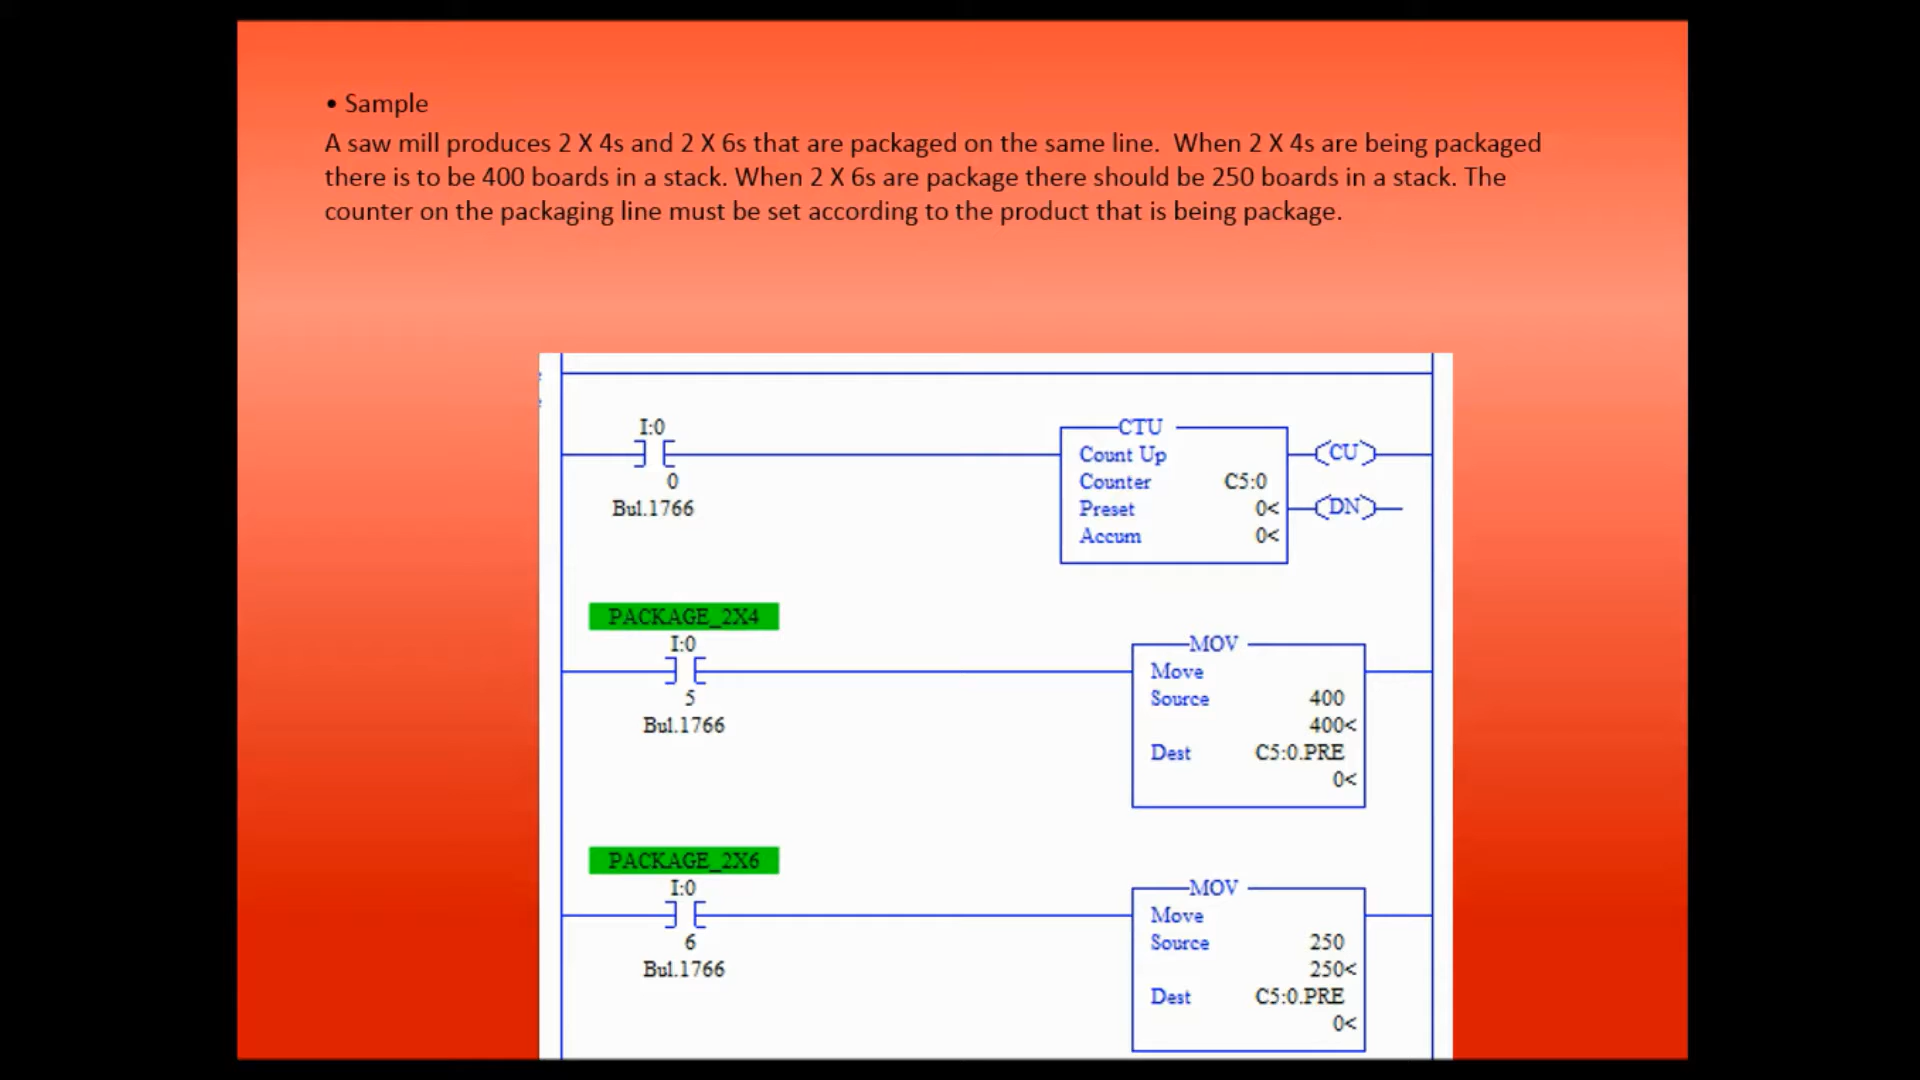 • Sample
A saw mill produces 2 X 4s and 2 X 6s that are packaged on the same line.  When 2 X 4s are being packaged
there is to be 400 boards in a stack. When 2 X 6s are package there should be 250 boards in a stack. The
counter on the packaging line must be set according to the product that is being package.
I:0
0
Bul.1766
CTU
Count Up
Counter C5:0
Preset 0<
Accum 0<
CU
DN
PACKAGE_2X4
I:0
5
Bul.1766
MOV
Move
Source 400
400<
Dest C5:0.PRE
0<
PACKAGE_2X6
I:0
6
Bul.1766
MOV
Move
Source 250
250<
Dest C5:0.PRE
0<